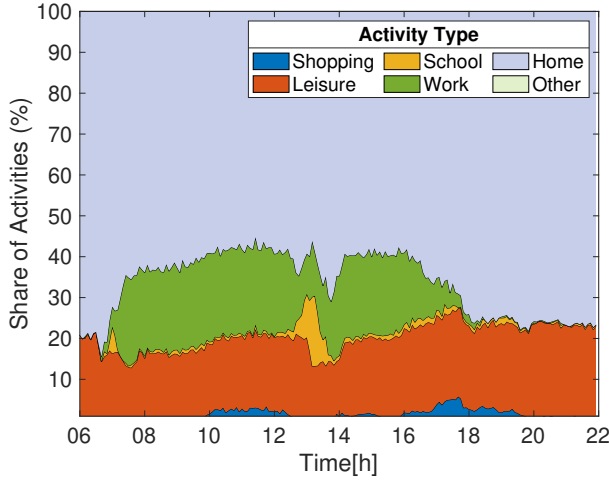 Activity Type
Shopping School Home
Leisure Work Other
Share of Activities (%)
100
90
80
70
60
50
40
30
20
10
06 08 10 12 14 16 18 20 22
Time[h]